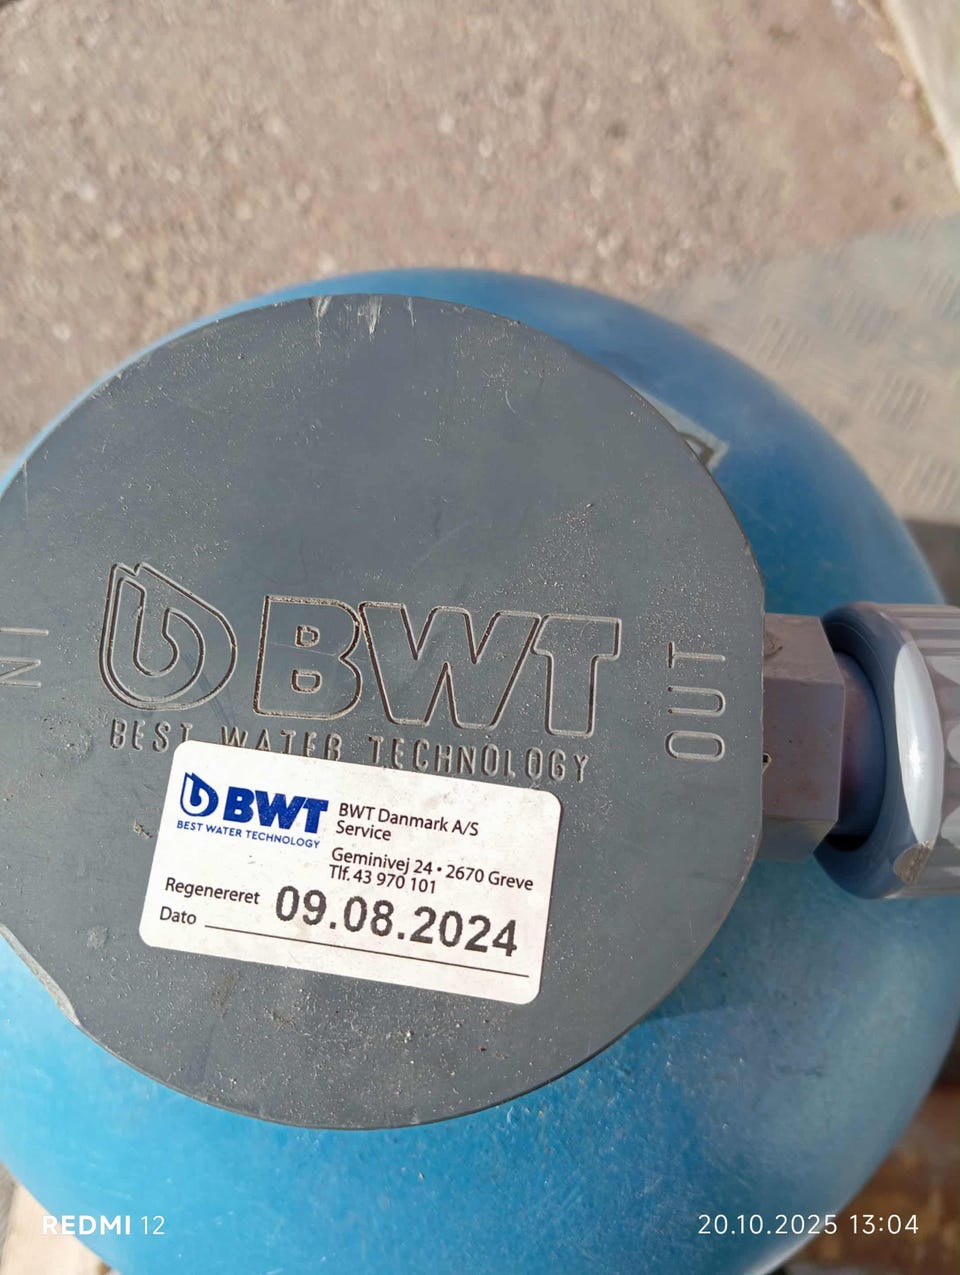 IN
BWT
BEST WATER TECHNOLOGY
OUT
BWT
BEST WATER TECHNOLOGY
BWT Danmark A/S
Service
Geminivej 24 • 2670 Greve
Tlf. 43 970 101
Regenereret
Dato
09.08.2024
REDMI 12
20.10.2025 13:04